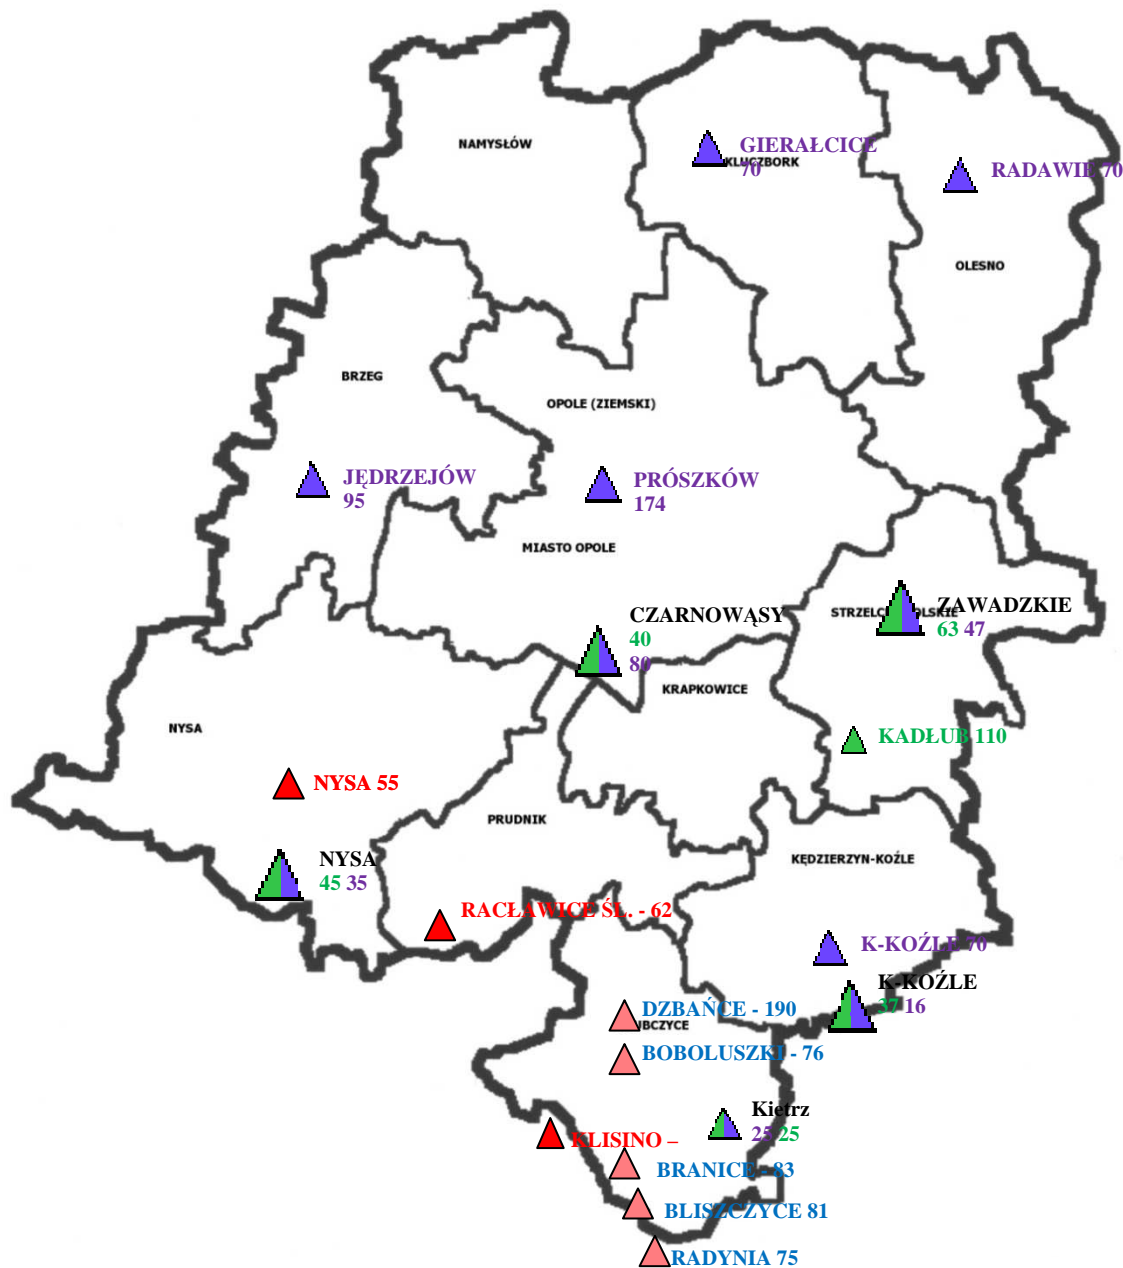 NAMYSŁÓW
GIERAŁCICE
70
KLUCZBORK
RADAWIE 70
OLESNO
BRZEG
OPOLE (ZIEMSKI)
JĘDRZEJÓW
95
PRÓSZKÓW
174
MIASTO OPOLE
CZARNOWĄSY
40
80
ZAWADZKIE
63 47
KRAPKOWICE
NYSA
KADŁUB 110
NYSA 55
PRUDNIK
KĘDZIERZYN-KOŹLE
NYSA
45 35
RACŁAWICE ŚL. - 62
K-KOŹLE 70
K-KOŹLE
37 16
DZBAŃCE - 190
BOBOLUSZKI - 76
Kietrz
25 25
KLISINO –
BRANICE - 83
BLISZCZYCE 81
RADYNIA 75